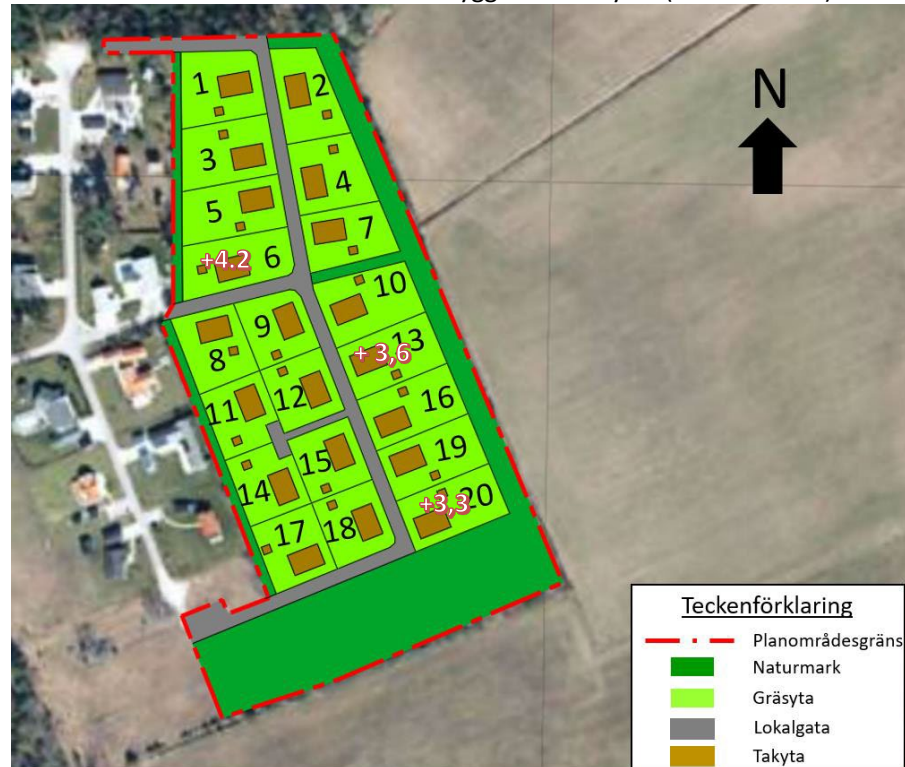 N
1
2
3
4
5
7
+4.2 6
10
9
8
+ 3,6 13
12
11
16
15
19
14
+3,3 20
17
18
Teckenförklaring
Planområdesgräns
Naturmark
Gräsyta
Lokalgata
Takyta